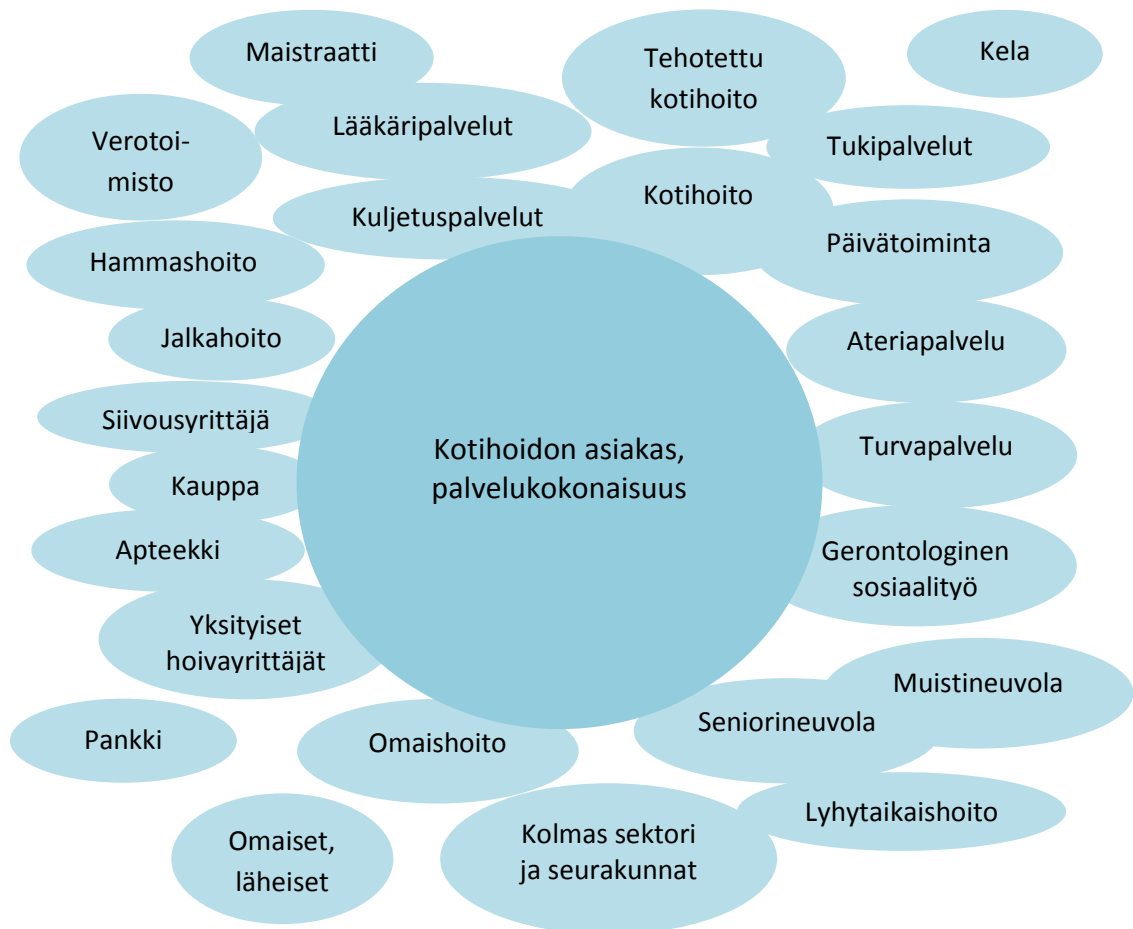 Maistraatti
Tehotettu
kotihoito
Kela
Lääkäripalvelut
Verotoi-
misto
Tukipalvelut
Kuljetuspalvelut
Kotihoito
Päivätoiminta
Hammashoito
Jalkahoito
Ateriapalvelu
Siivousyrittäjä
Kotihoidon asiakas,
palvelukokonaisuus
Turvapalvelu
Kauppa
Apteekki
Gerontologinen
sosiaalityö
Yksityiset
hoivayrittäjät
Muistineuvola
Seniorineuvola
Pankki
Omaishoito
Lyhytaikaishoito
Omaiset,
läheiset
Kolmas sektori
ja seurakunnat